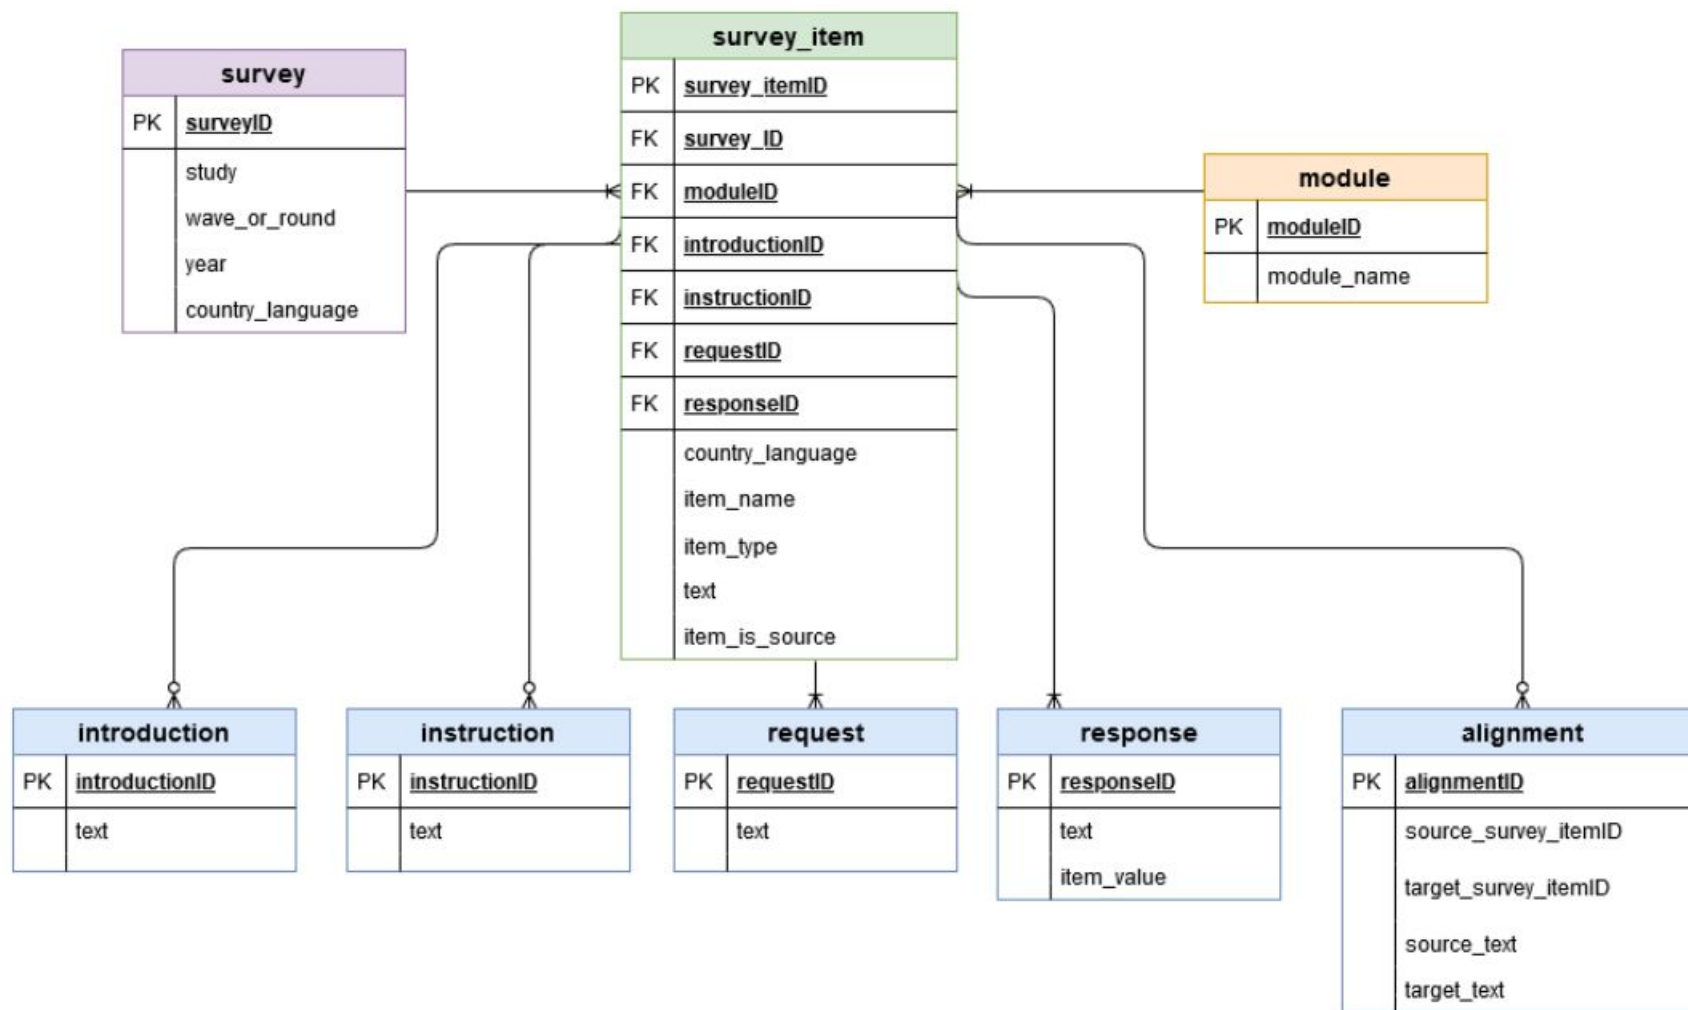 survey
PK surveyID
study
wave_or_round
year
country_language
survey_item
PK survey_itemID
FK survey_ID
FK moduleID
FK introductionID
FK instructionID
FK requestID
FK responseID
country_language
item_name
item_type
text
item_is_source
module
PK moduleID
module_name
introduction
PK introductionID
text
instruction
PK instructionID
text
request
PK requestID
text
response
PK responseID
text
item_value
alignment
PK alignmentID
source_survey_itemID
target_survey_itemID
source_text
target_text